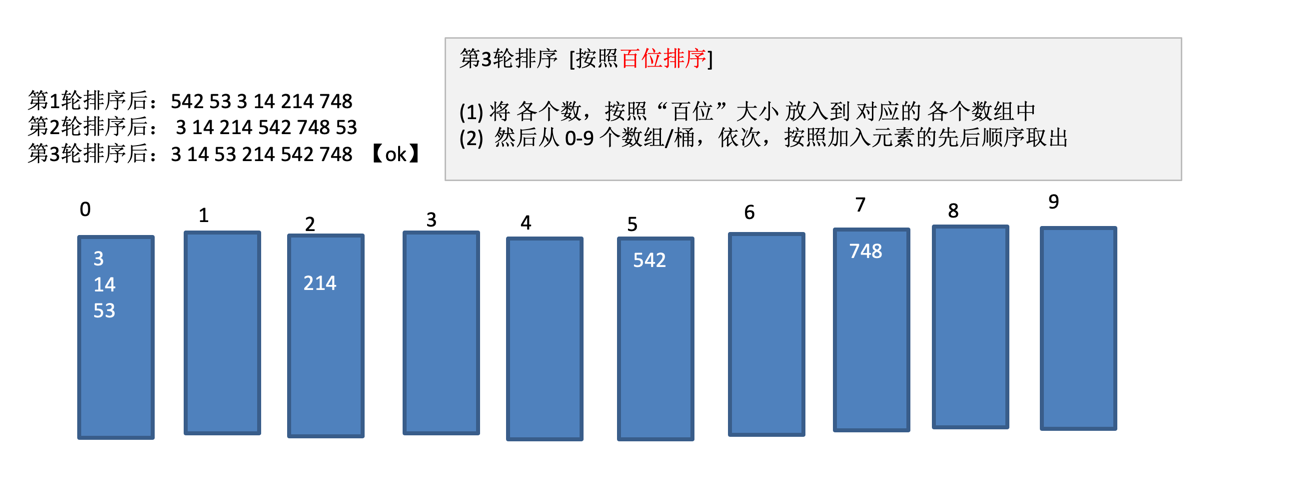 第3轮排序 [按照百位排序]
(1) 将 各个数，按照“百位”大小 放入到 对应的 各个数组中
(2) 然后从 0-9 个数组/桶，依次，按照加入元素的先后顺序取出
第1轮排序后：542 53 3 14 214 748
第2轮排序后： 3 14 214 542 748 53
第3轮排序后：3 14 53 214 542 748 【ok】
0
1
2
3
4
5
6
7
8
9
3
14
53
214
542
748